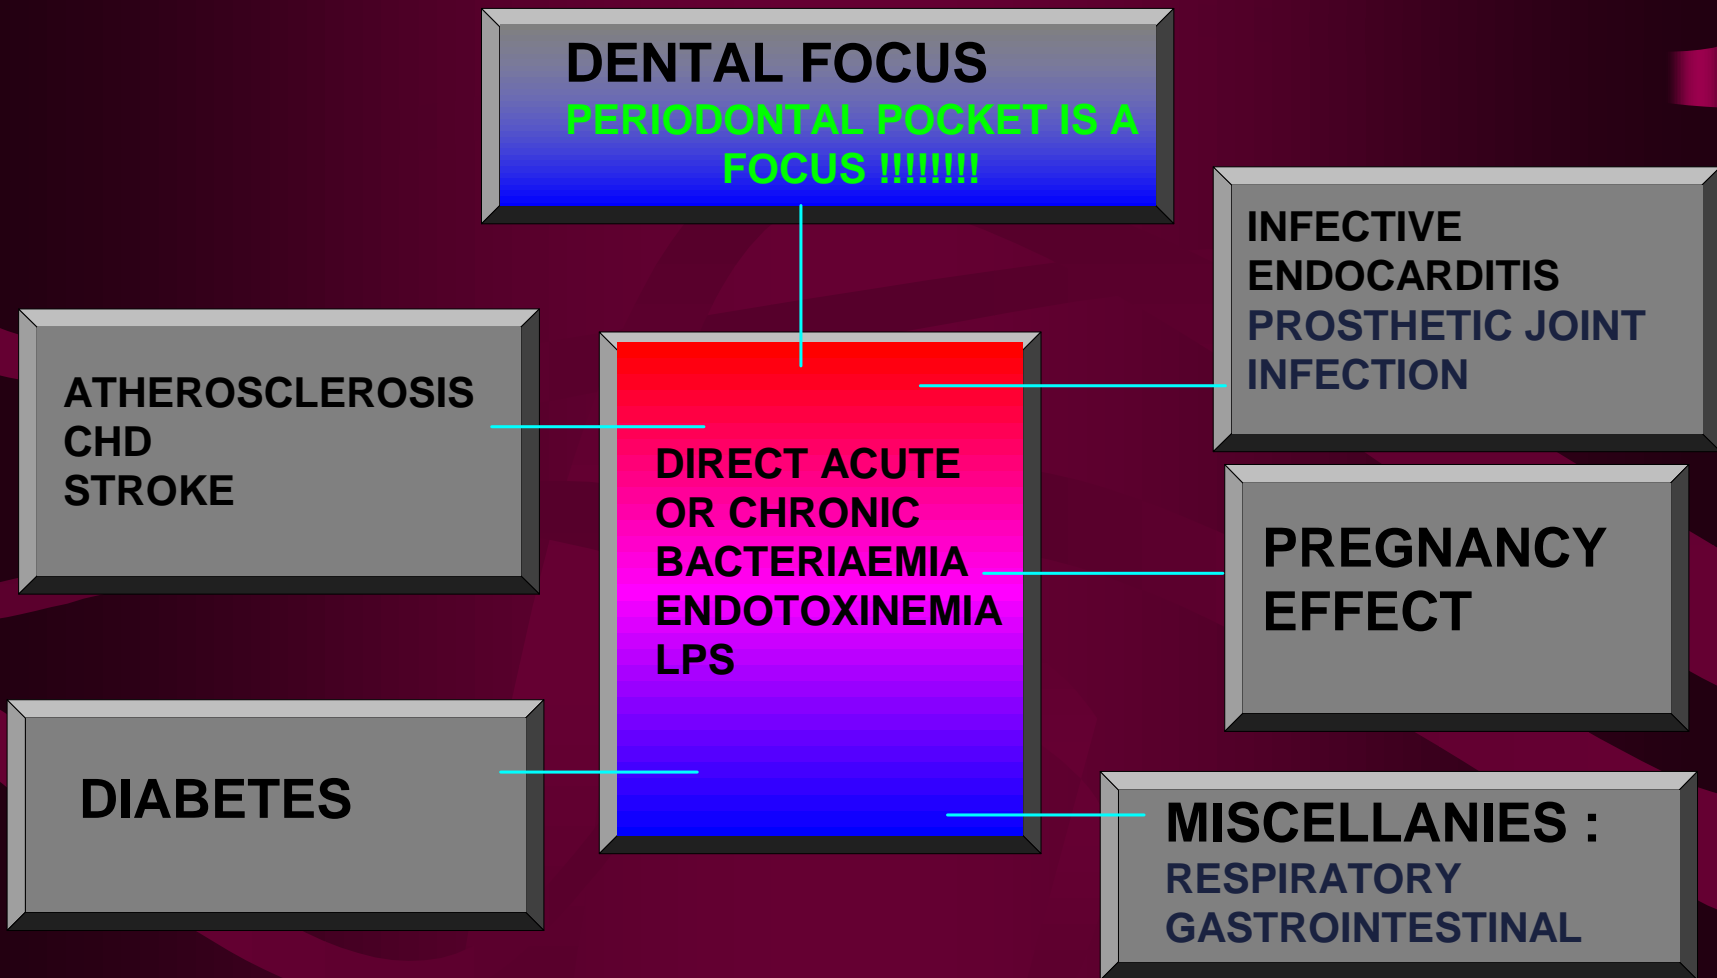 DENTAL FOCUS
PERIODONTAL POCKET IS A
FOCUS !!!!!!!!
INFECTIVE
ENDOCARDITIS
PROSTHETIC JOINT
INFECTION
ATHEROSCLEROSIS
CHD
STROKE
DIRECT ACUTE
OR CHRONIC
BACTERIAEMIA
ENDOTOXINEMIA
LPS
PREGNANCY
EFFECT
DIABETES
MISCELLANIES :
RESPIRATORY
GASTROINTESTINAL